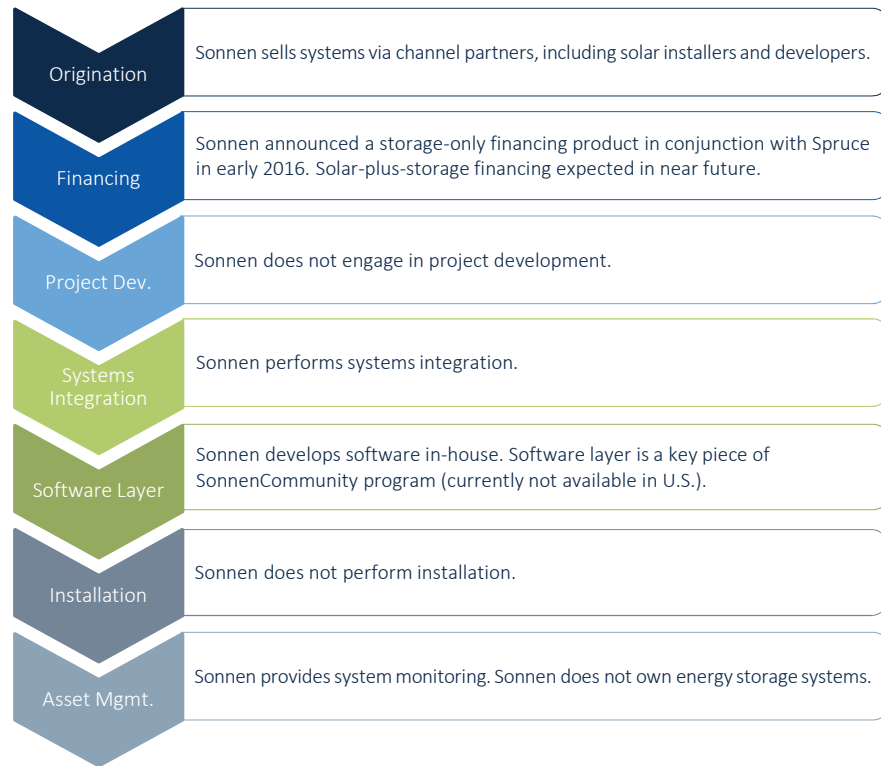 Origination
Sonnen sells systems via channel partners, including solar installers and developers.
Financing
Sonnen announced a storage-only financing product in conjunction with Spruce
in early 2016. Solar-plus-storage financing expected in near future.
Project Dev.
Sonnen does not engage in project development.
Systems
Integration
Sonnen performs systems integration.
Software Layer
Sonnen develops software in-house. Software layer is a key piece of
SonnenCommunity program (currently not available in U.S.).
Installation
Sonnen does not perform installation.
Asset Mgmt.
Sonnen provides system monitoring. Sonnen does not own energy storage systems.